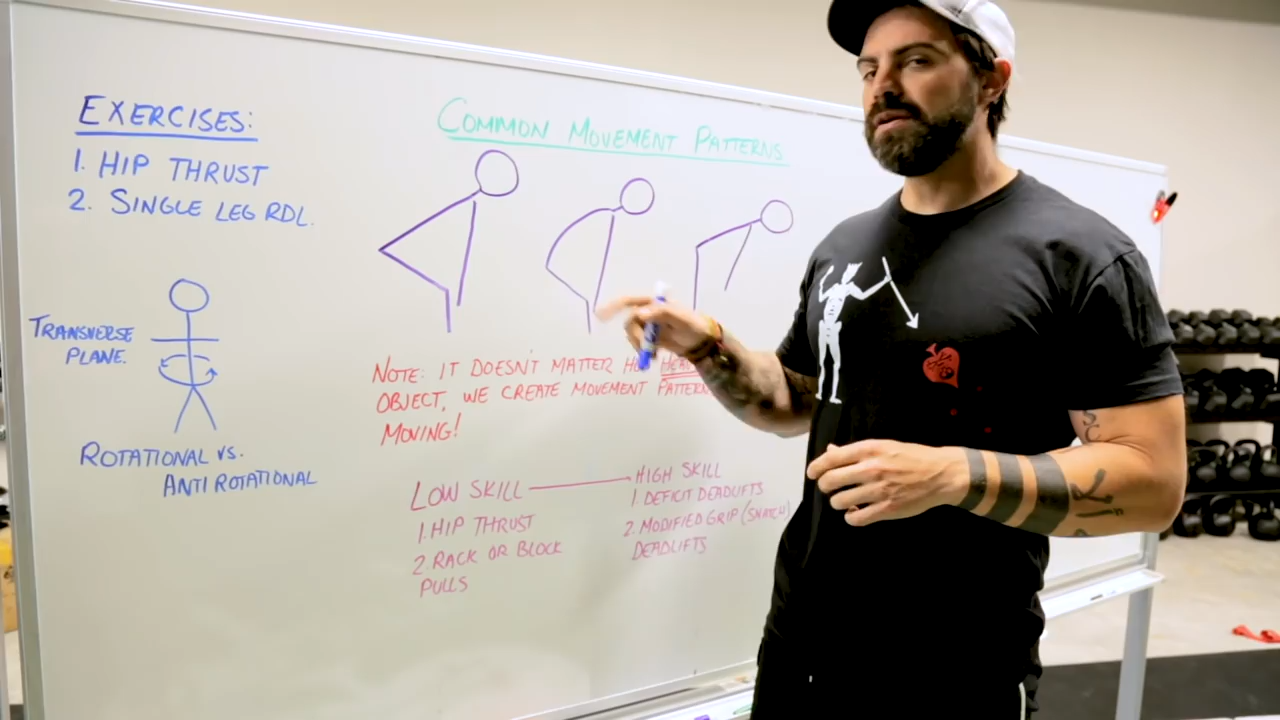 EXERCISES:
1. HIP THRUST
2. SINGLE LEG RDL.
TRANSVERSE
PLANE.
ROTATIONAL VS.
ANTI ROTATIONAL
COMMON MOVEMENT PATTERNS
NOTE: IT DOESN'T MATTER
OBJECT, WE CREATE MOVEMENT
MOVING!
LOW SKILL
1. HIP THRUST
2. RACK OR BLOCK
PULLS
HIGH SKILL
1. DEFICIT DEADLIFTS
2. MODIFIED GRIP (SNATCH)
DEADLIFTS